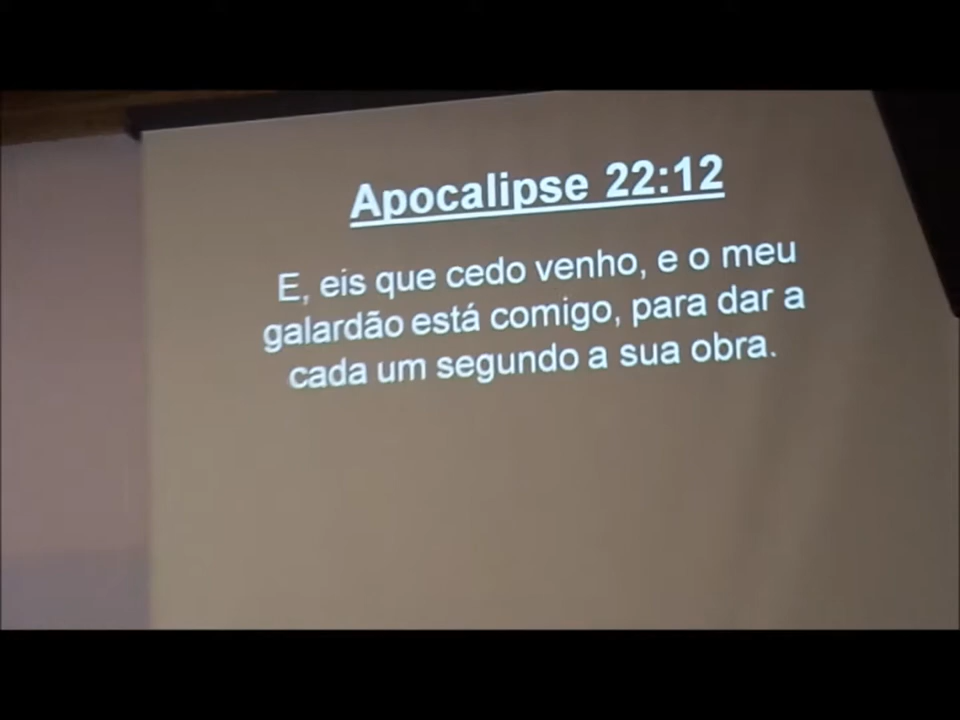 Apocalipse 22:12
E, eis que cedo venho, e o meu
galardão está comigo, para dar a
cada um segundo a sua obra.